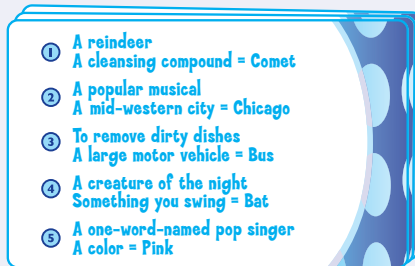 1 A reindeer
A cleansing compound = Comet
2 A popular musical
A mid-western city = Chicago
3 To remove dirty dishes
A large motor vehicle = Bus
4 A creature of the night
Something you swing = Bat
5 A one-word-named pop singer
A color = Pink